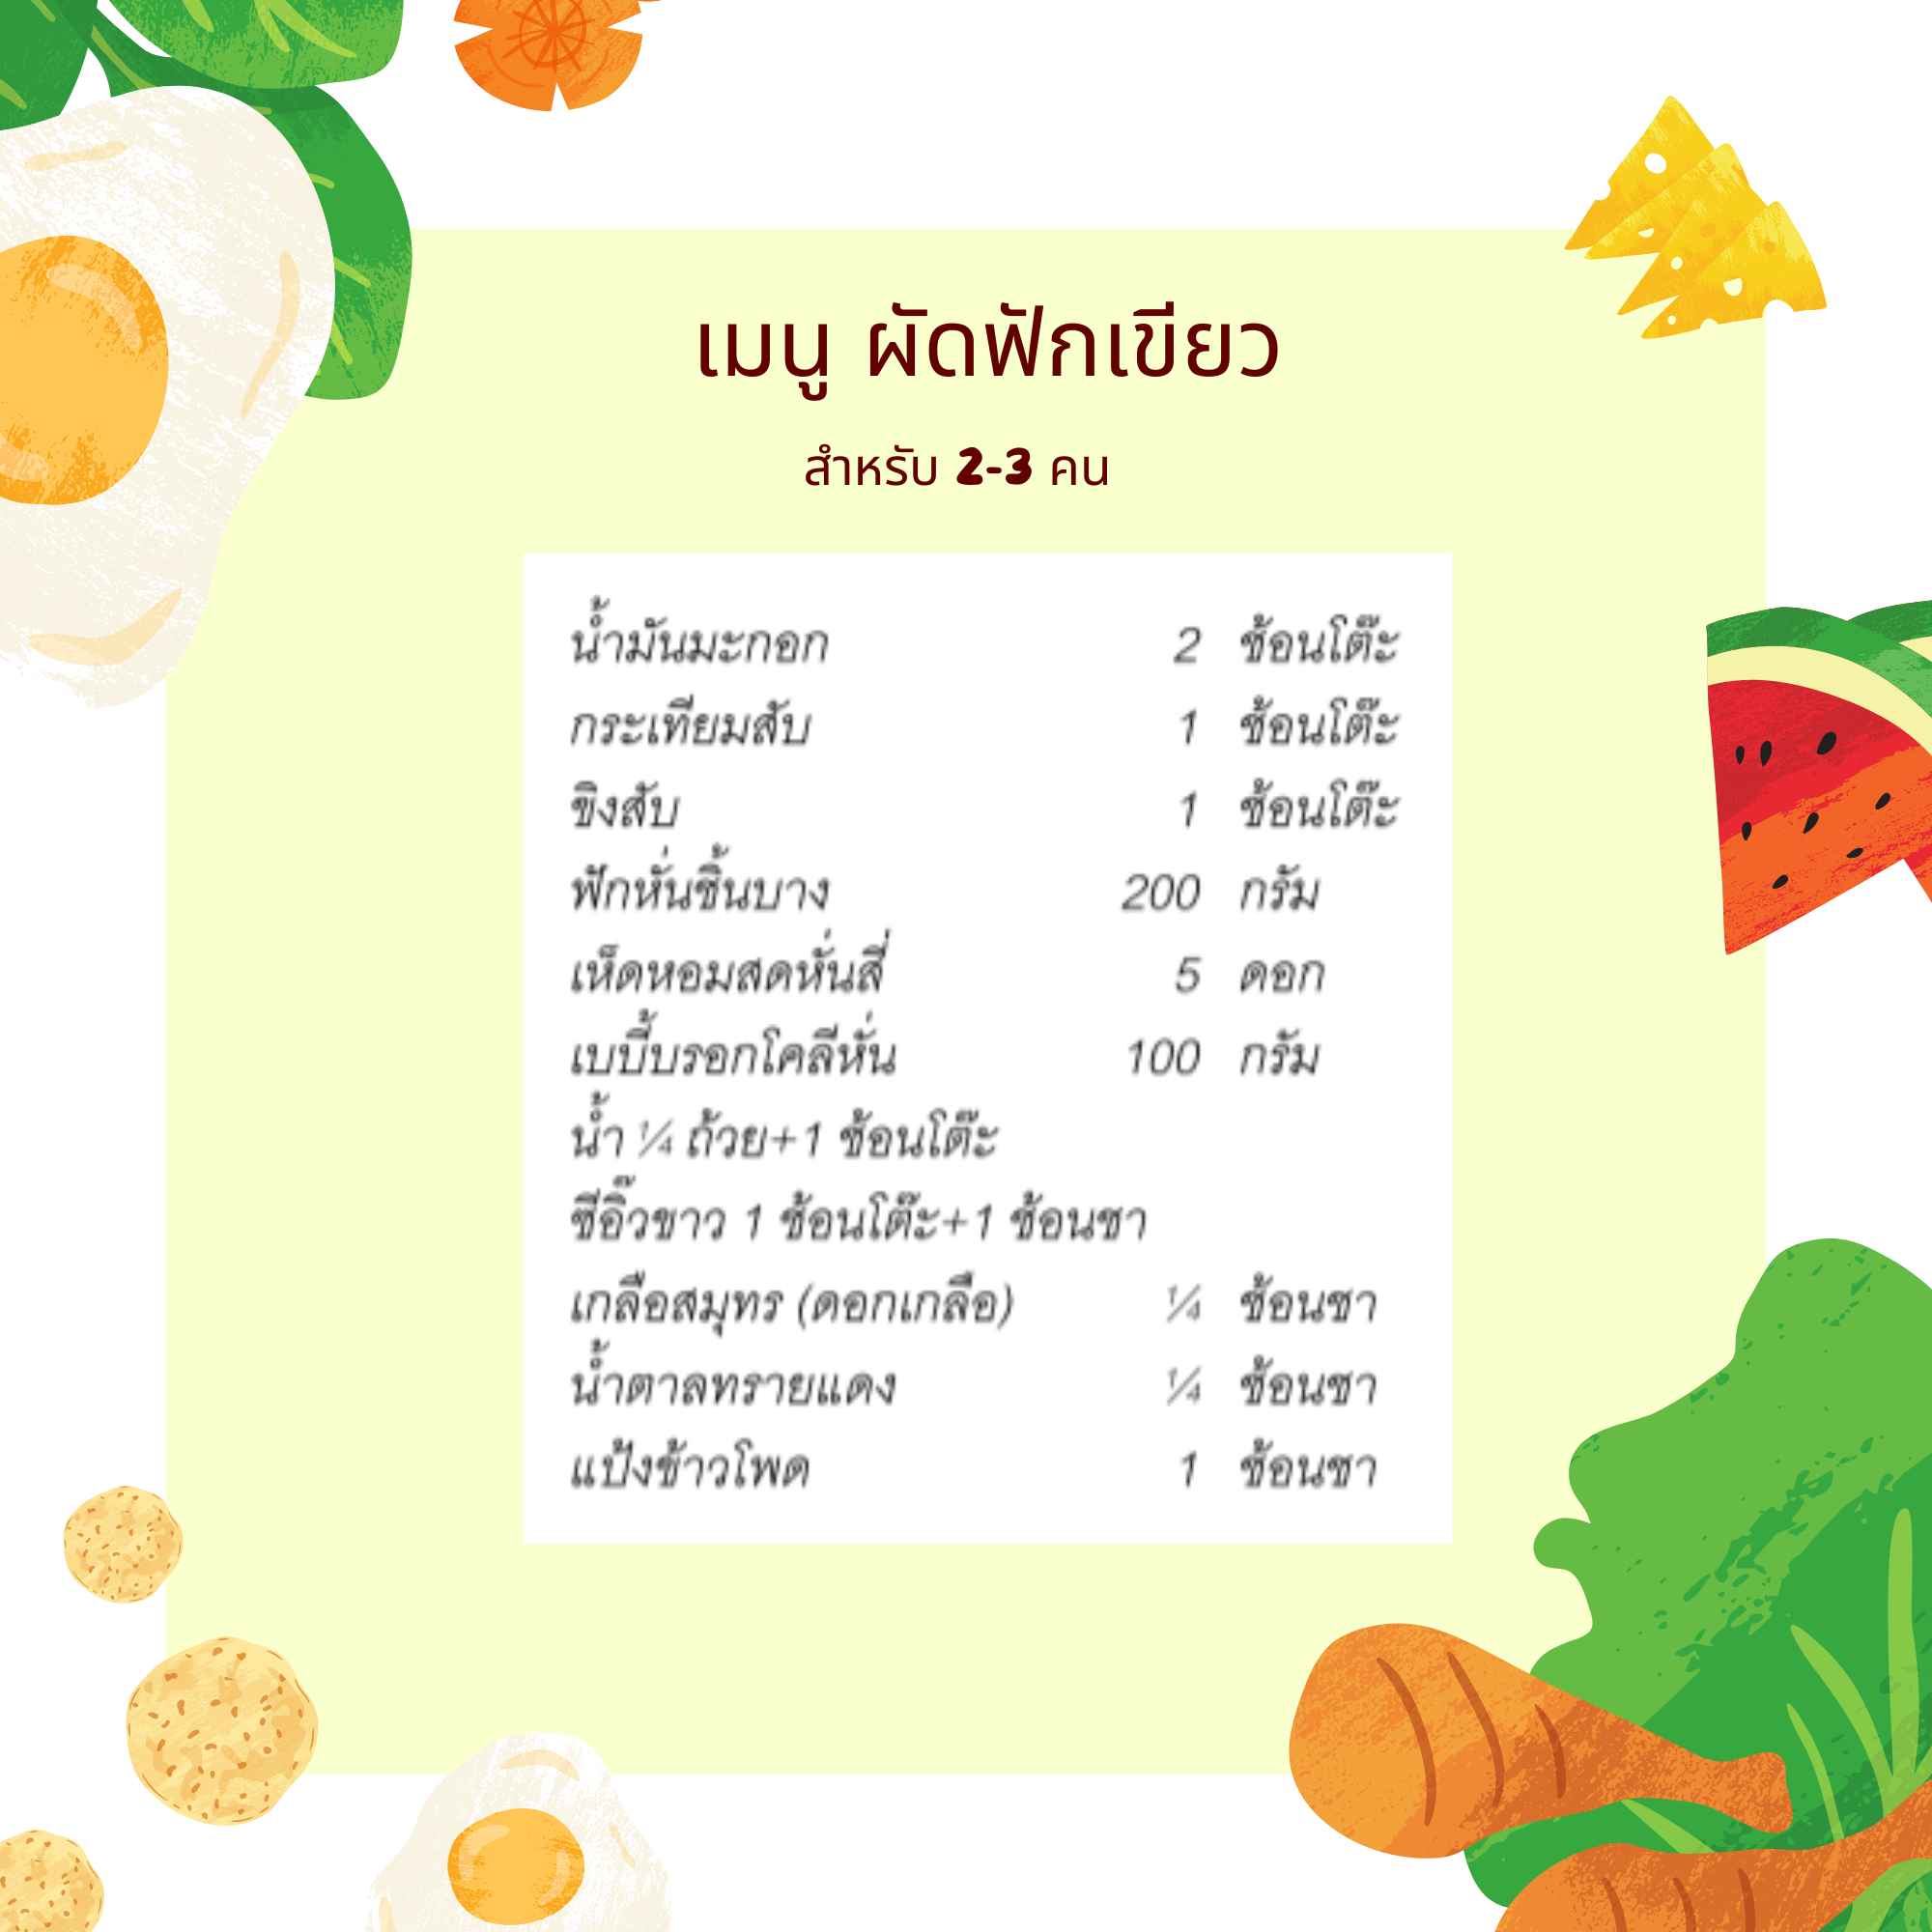 เมนู ผัดฟักเขียว
สำหรับ 2-3 คน
น้ำมันมะกอก 2 ช้อนโต๊ะ
กระเทียมสับ 1 ช้อนโต๊ะ
ขิงสับ 1 ช้อนโต๊ะ
ฟักหั่นชิ้นบาง 200 กรัม
เห็ดหอมสดหั่นสี่ 5 ดอก
เบบี้บรอกโคลีหั่น 100 กรัม
น้ำ ¼ ถ้วย+1 ช้อนโต๊ะ
ซีอิ๊วขาว 1 ช้อนโต๊ะ+1 ช้อนชา
เกลือสมุทร (ดอกเกลือ) ¼ ช้อนชา
น้ำตาลทรายแดง ¼ ช้อนชา
แป้งข้าวโพด 1 ช้อนชา